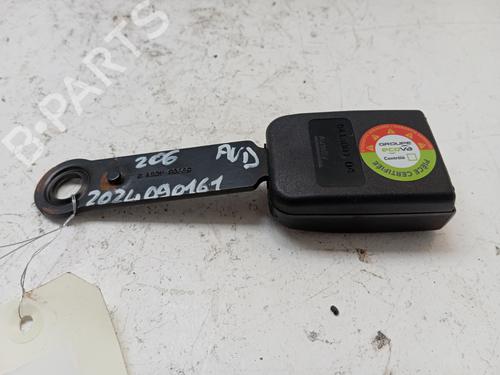 B-PARTS
206
AVD
2024090161
GROUPE
ecova
Contrôlé
PIÈCE CERTIFIÉE